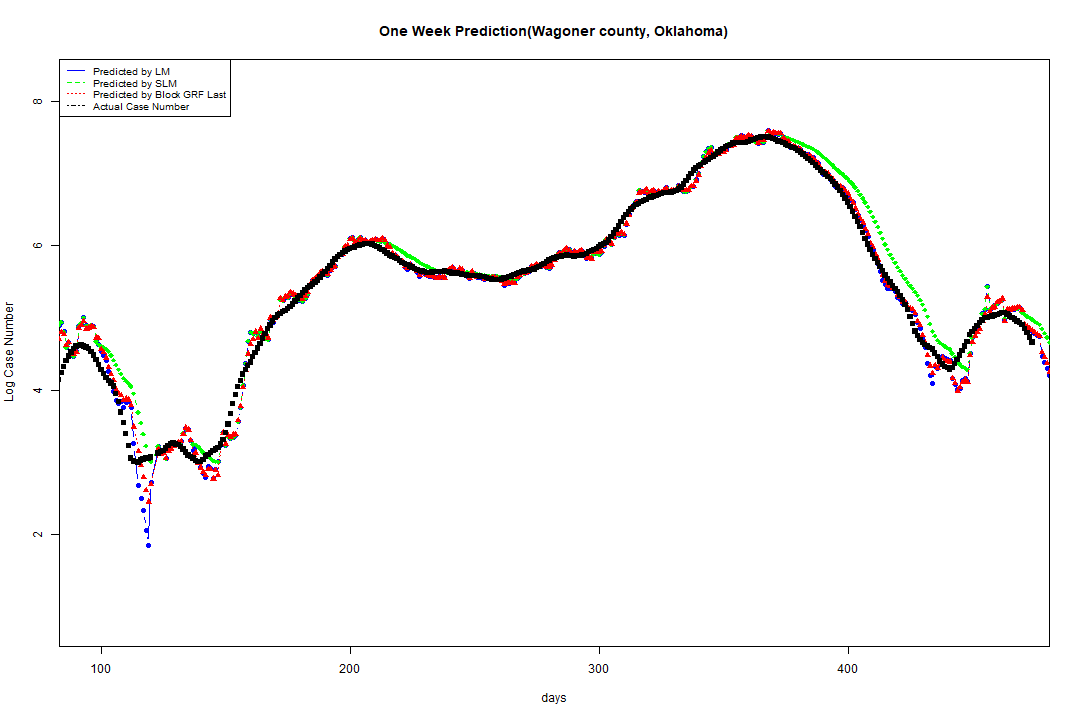 One Week Prediction(Wagoner county, Oklahoma)
Predicted by LM
Predicted by SLM
Predicted by Block GRF Last
Actual Case Number
8
6
4
2
Log Case Number
100 200 300 400
days